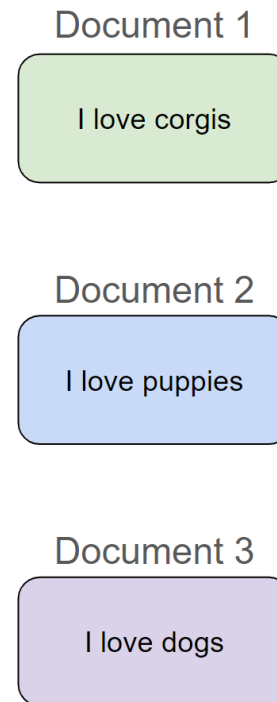 Document 1
I love corgis
Document 2
I love puppies
Document 3
I love dogs